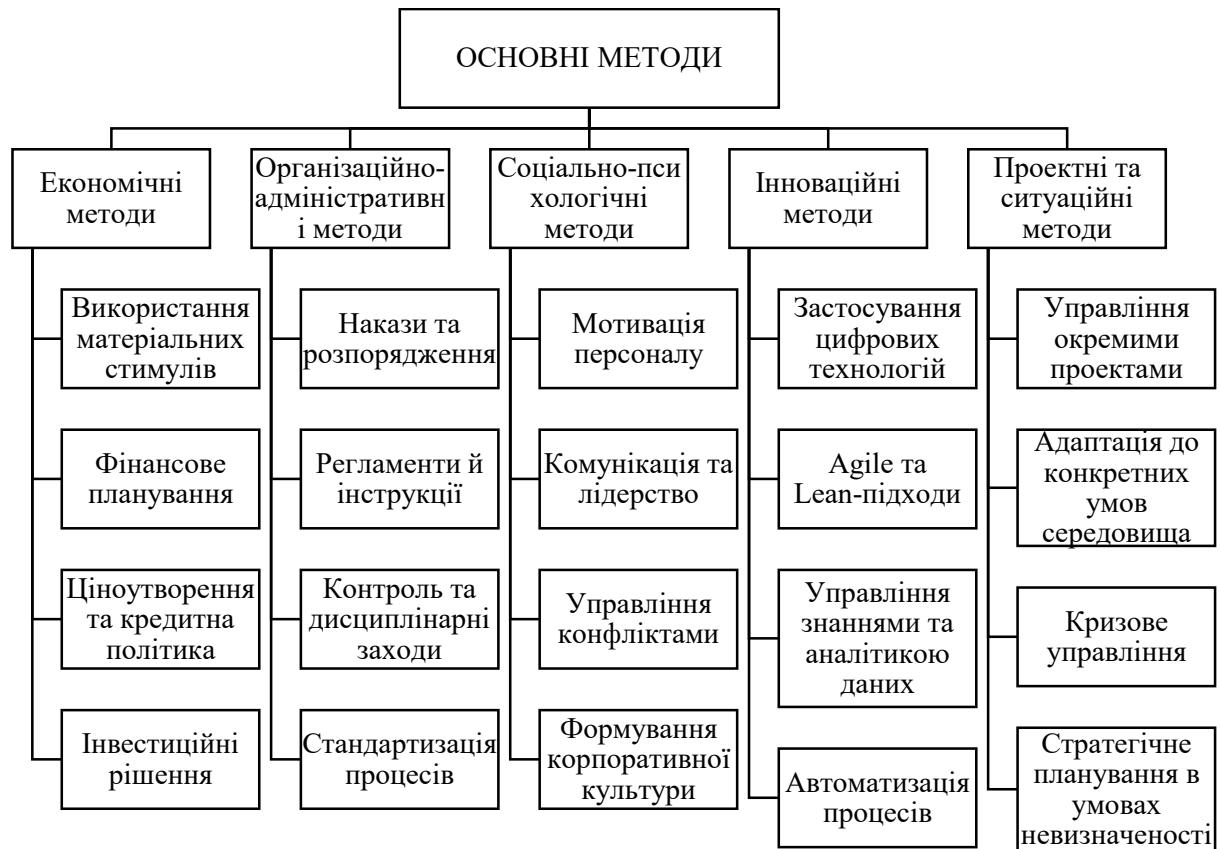 ОСНОВНІ МЕТОДИ
Економічні
методи
Використання
матеріальних
стимулів
Фінансове
планування
Ціноутворення
та кредитна
політика
Інвестиційні
рішення
Організаційно-
адміністративн
і методи
Накази та
розпорядження
Регламенти й
інструкції
Контроль та
дисциплінарні
заходи
Стандартизація
процесів
Соціально-пси
хологічні
методи
Мотивація
персоналу
Комунікація та
лідерство
Управління
конфліктами
Формування
корпоративної
культури
Інноваційні
методи
Застосування
цифрових
технологій
Agile та
Lean-підходи
Управління
знаннями та
аналітикою
даних
Автоматизація
процесів
Проектні та
ситуаційні
методи
Управління
окремими
проектами
Адаптація до
конкретних
умов
середовища
Кризове
управління
Стратегічне
планування в
умовах
невизначеності